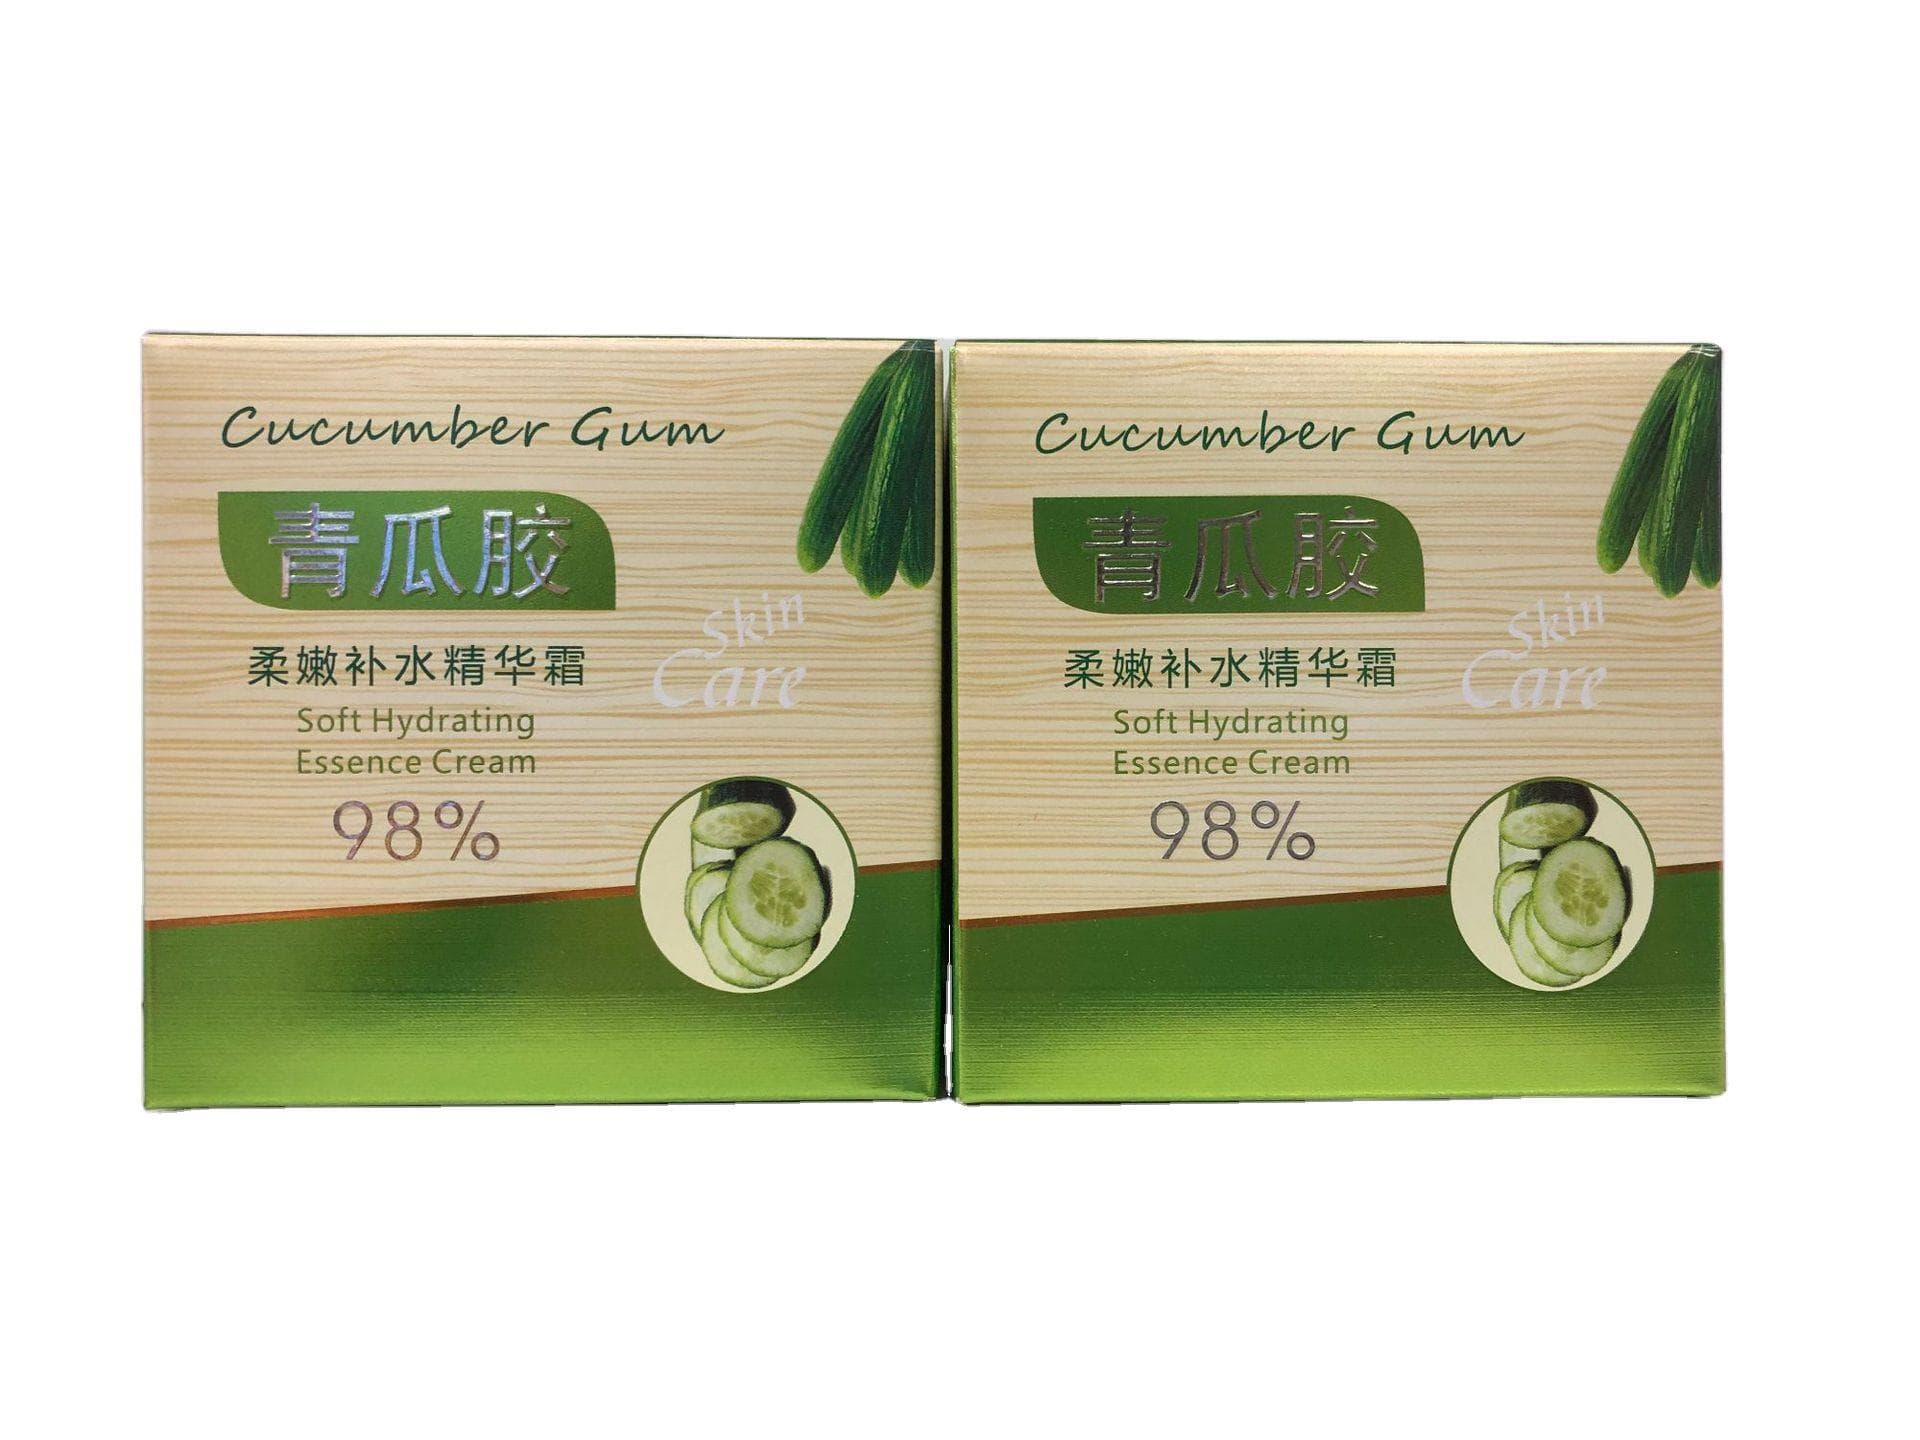 Cucumber Gum
青瓜胶
柔嫩补水精华霜
Soft Hydrating
Essence Cream
98%
Skin
Care
Cucumber Gum
青瓜胶
柔嫩补水精华霜
Soft Hydrating
Essence Cream
98%
Skin
Care